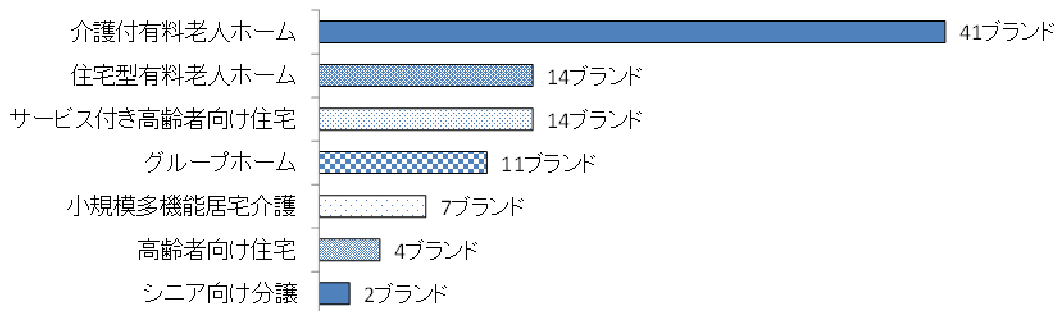 介護付有料老人ホーム 41ブランド
住宅型有料老人ホーム 14ブランド
サービス付き高齢者向け住宅 14ブランド
グループホーム 11ブランド
小規模多機能居宅介護 7ブランド
高齢者向け住宅 4ブランド
シニア向け分譲 2ブランド